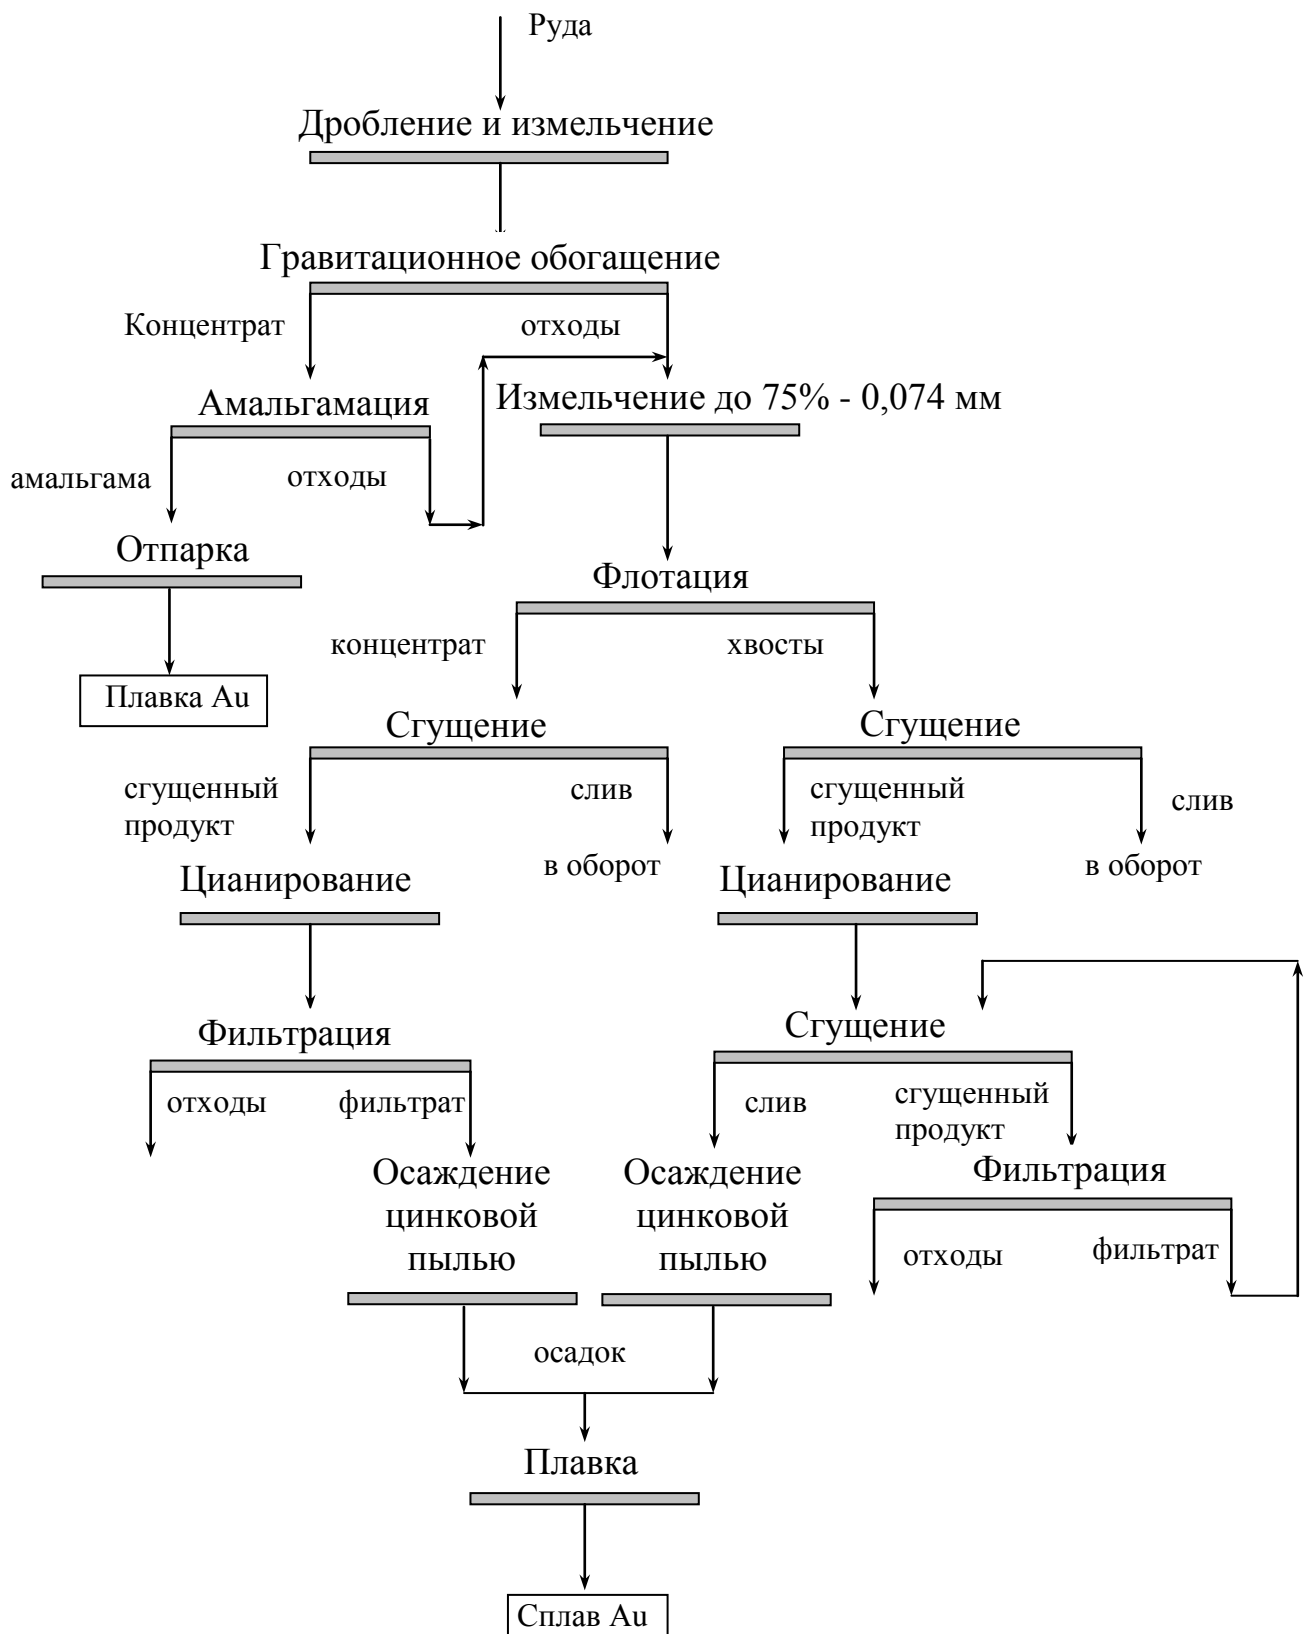 Руда
Дробление и измельчение
Гравитационное обогащение
Концентрат
отходы
Амальгамация
Измельчение до 75% - 0,074 мм
амальгама
отходы
Отпарка
Флотация
концентрат
хвосты
Плавка Au
Сгущение
Сгущение
сгущенный
продукт
слив
сгущенный
продукт
слив
в оборот
в оборот
Цианирование
Цианирование
Фильтрация
Сгущение
отходы
фильтрат
слив
сгущенный
продукт
Осаждение
цинковой
пылью
Осаждение
цинковой
пылью
Фильтрация
отходы
фильтрат
осадок
Плавка
Сплав Au